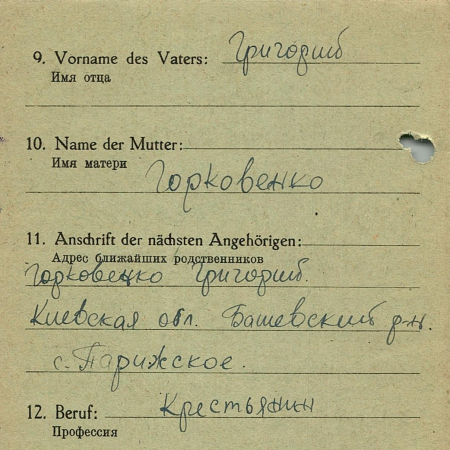 9. Vorname des Vaters: Григорий
Имя отца
10. Name der Mutter:
Имя матери Горковенко
11. Anschrift der nächsten Angehörigen:
Адрес ближайших родственников
Горковенко Григорий.
Киевская обл. Башевский р-н.
с. Парижское.
12. Beruf: Крестьянин
Профессия